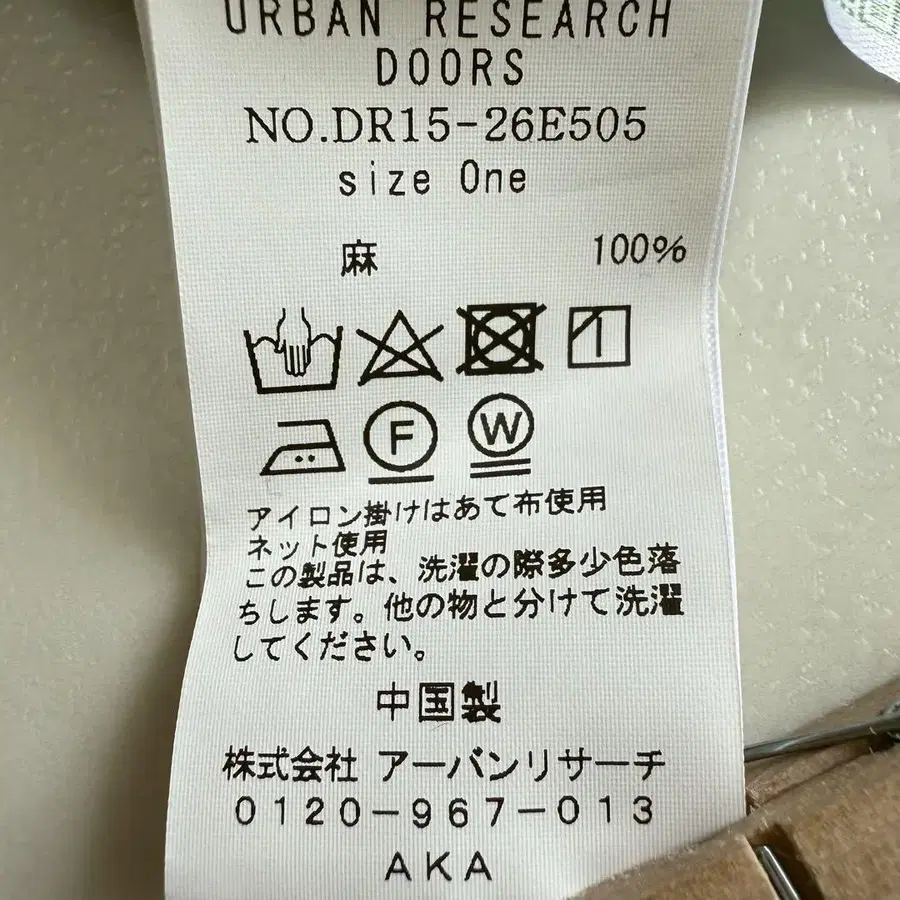 URBAN RESEARCH
DOORS
NO.DR15-26E505
size One
麻 100%
F W
アイロン掛けはあて布使用
ネット使用
この製品は、洗濯の際多少色落
ちします。他の物と分けて洗濯
してください。
中国製
株式会社 アーバンリサーチ
0120-967-013
AKA